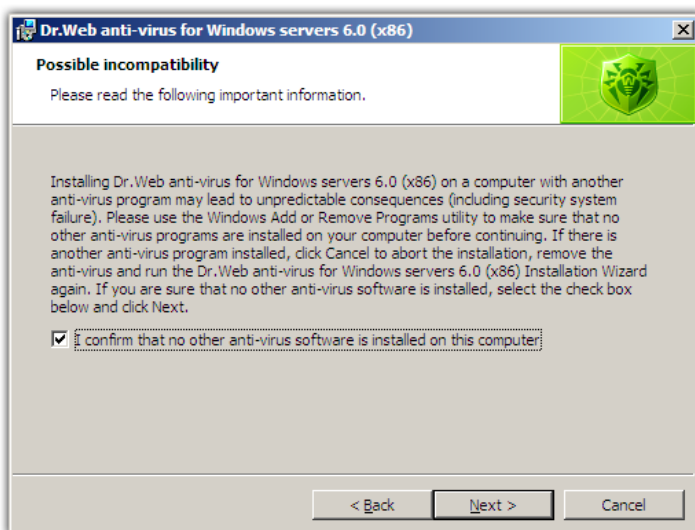 Dr.Web anti-virus for Windows servers 6.0 (x86)
Possible incompatibility
Please read the following important information.
Installing Dr.Web anti-virus for Windows servers 6.0 (x86) on a computer with another
anti-virus program may lead to unpredictable consequences (including security system
failure). Please use the Windows Add or Remove Programs utility to make sure that no
other anti-virus programs are installed on your computer before continuing. If there is
another anti-virus program installed, click Cancel to abort the installation, remove the
anti-virus and run the Dr.Web anti-virus for Windows servers 6.0 (x86) Installation Wizard
again. If you are sure that no other anti-virus software is installed, select the check box
below and click Next.
I confirm that no other anti-virus software is installed on this computer
< Back Next > Cancel